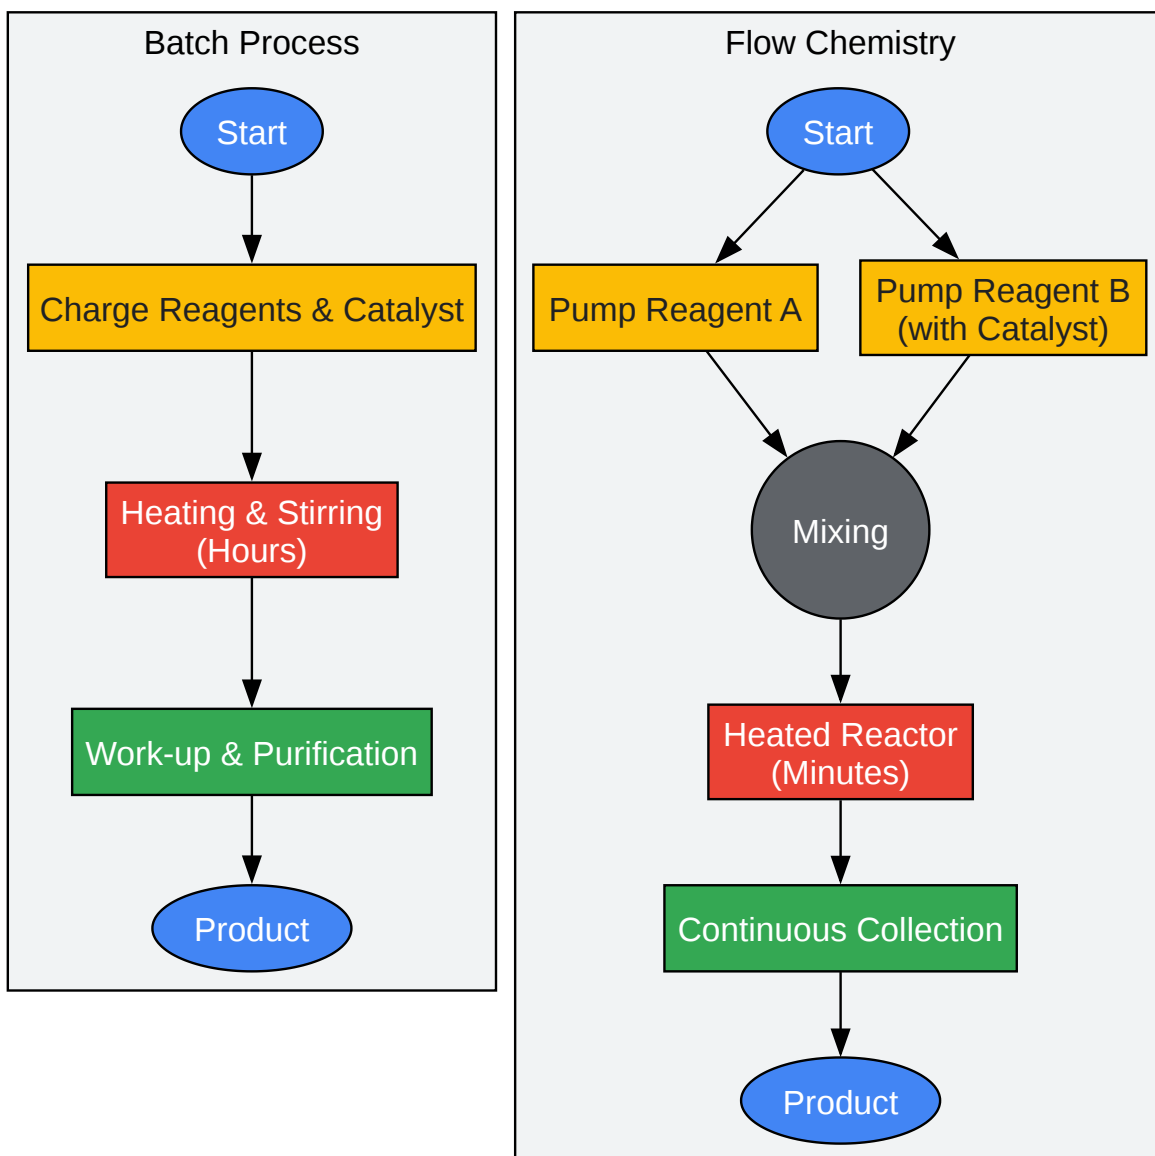 Batch Process
Start
Charge Reagents & Catalyst
Heating & Stirring
(Hours)
Work-up & Purification
Product
Flow Chemistry
Start
Pump Reagent A
Pump Reagent B
(with Catalyst)
Mixing
Heated Reactor
(Minutes)
Continuous Collection
Product